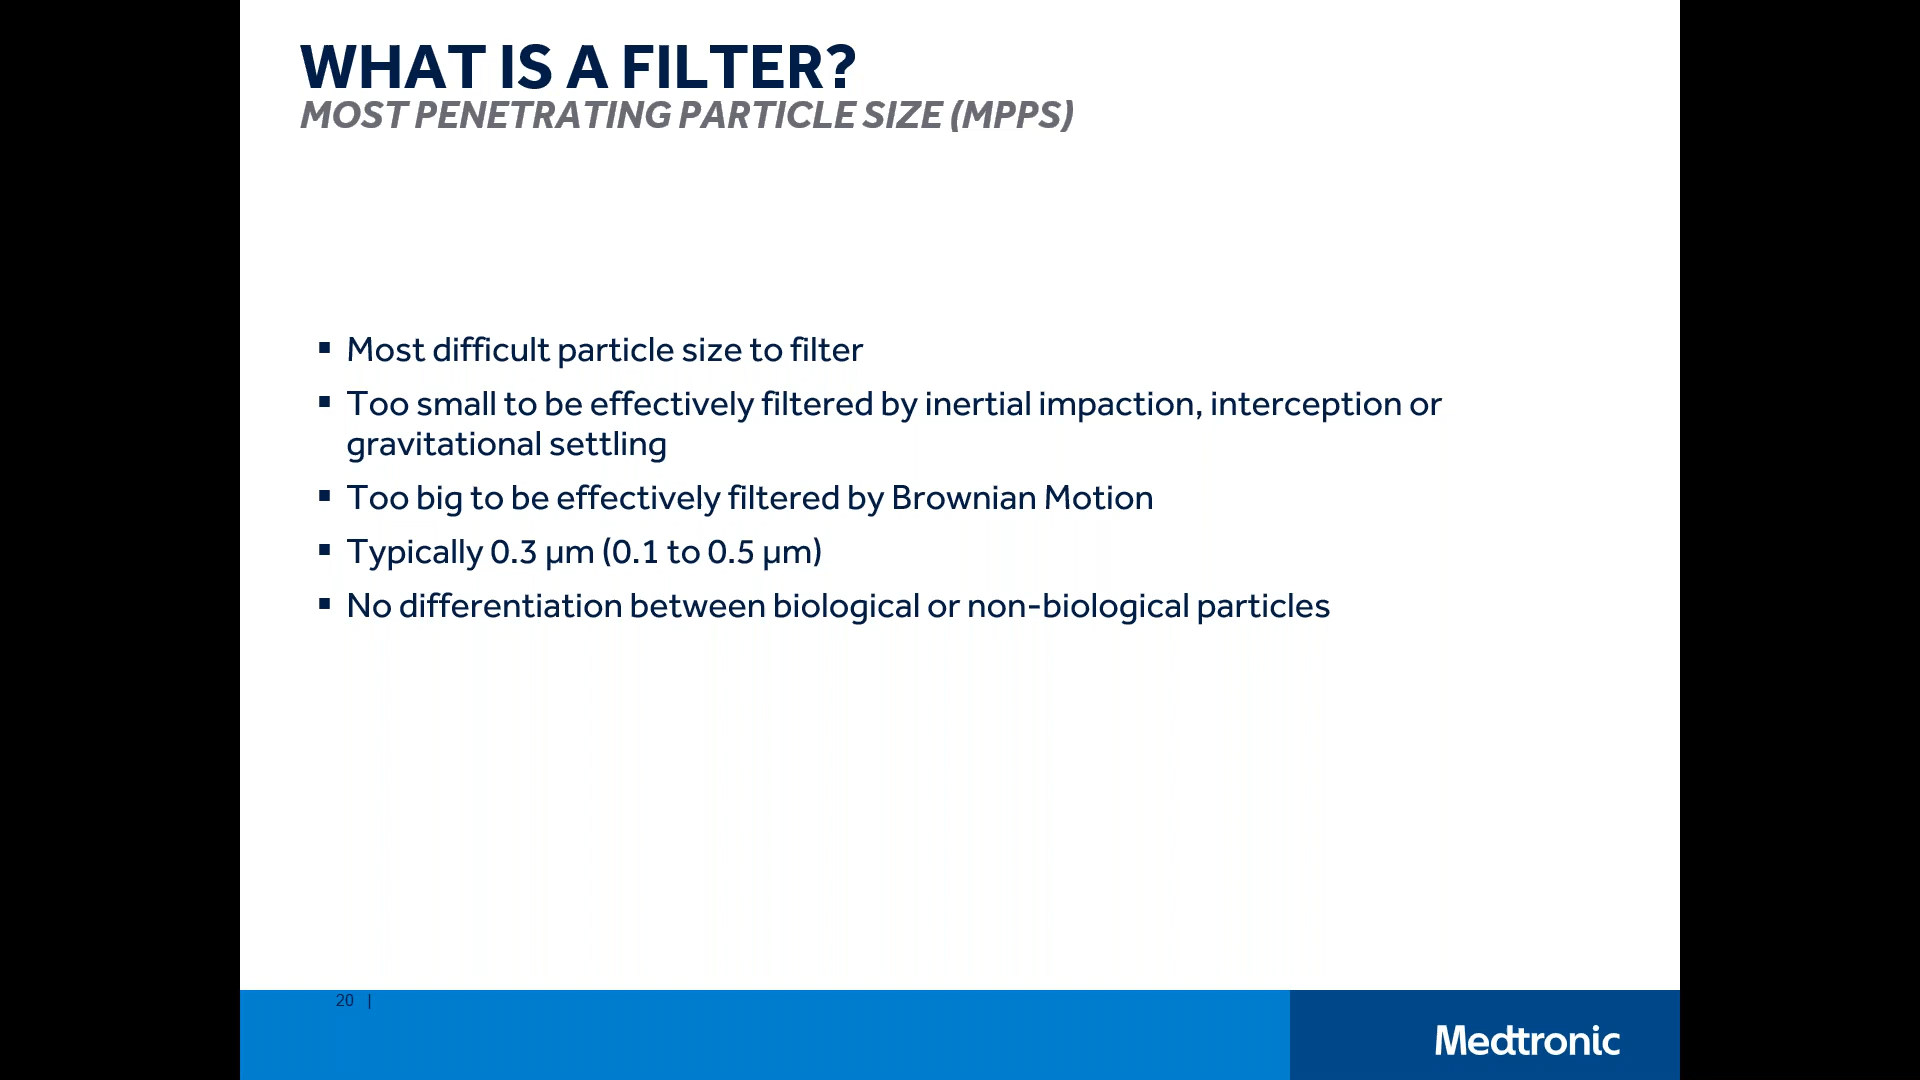 WHAT IS A FILTER?
MOST PENETRATING PARTICLE SIZE (MPPS)
▪ Most difficult particle size to filter
▪ Too small to be effectively filtered by inertial impaction, interception or
gravitational settling
▪ Too big to be effectively filtered by Brownian Motion
▪ Typically 0.3 µm (0.1 to 0.5 µm)
▪ No differentiation between biological or non-biological particles
20 |
Medtronic